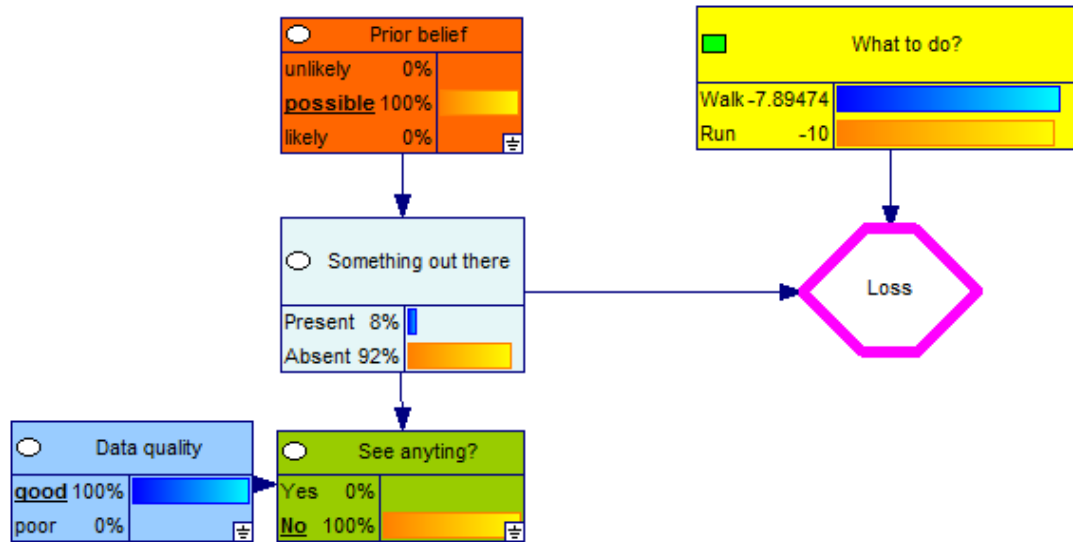 Prior belief
unlikely 0%
possible 100%
likely 0%
What to do?
Walk -7.89474
Run -10
Something out there
Present 8%
Absent 92%
Loss
Data quality
good 100%
poor 0%
See anyting?
Yes 0%
No 100%